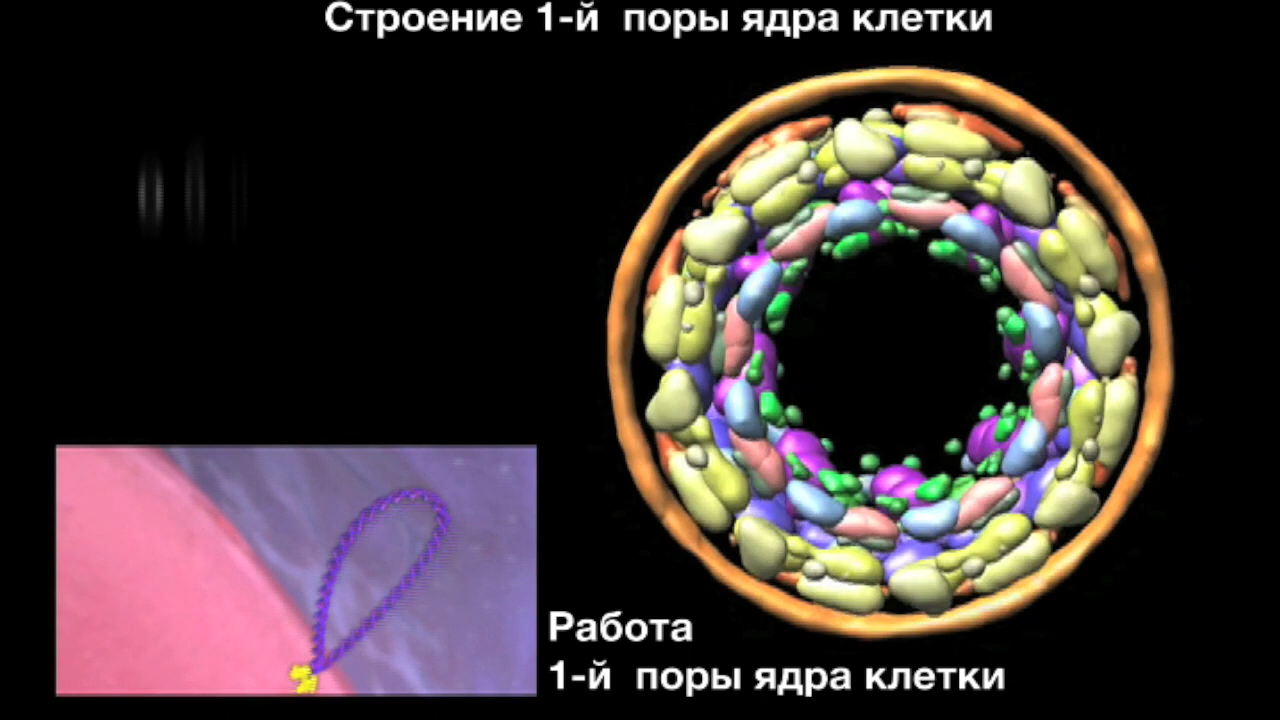 Строение 1-й поры ядра клетки
Работа
1-й поры ядра клетки